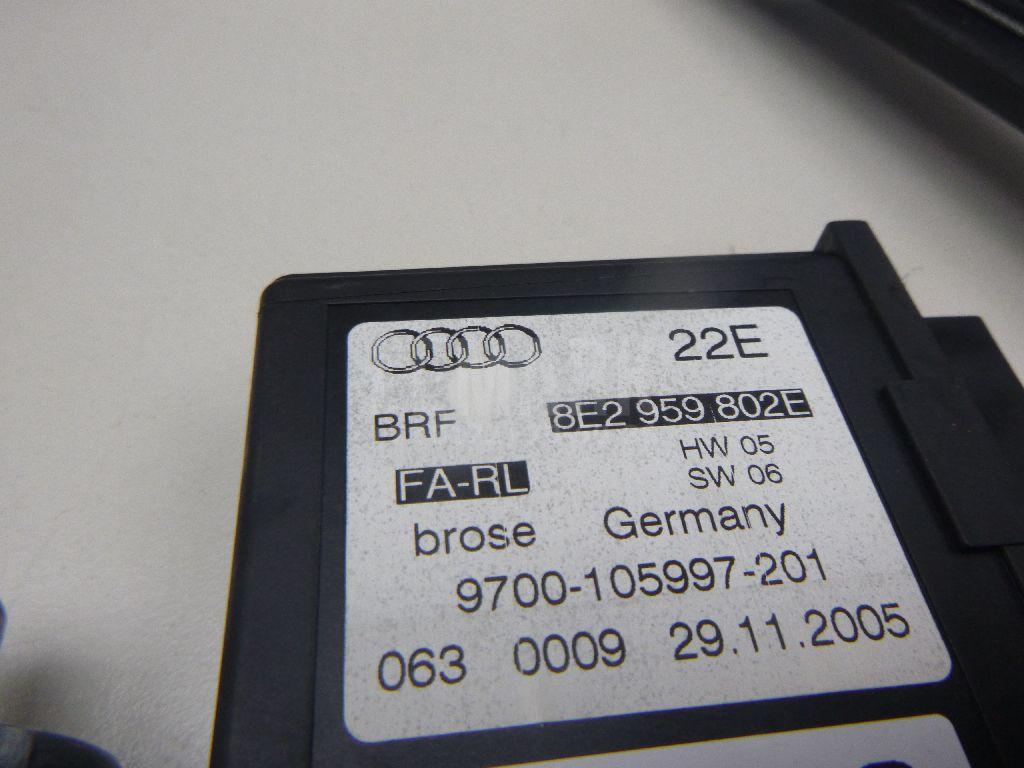 22E
BRF 8E2 959 802E
HW 05
FA-RL SW 06
brose Germany
9700-105997-201
063 0009 29.11.2005